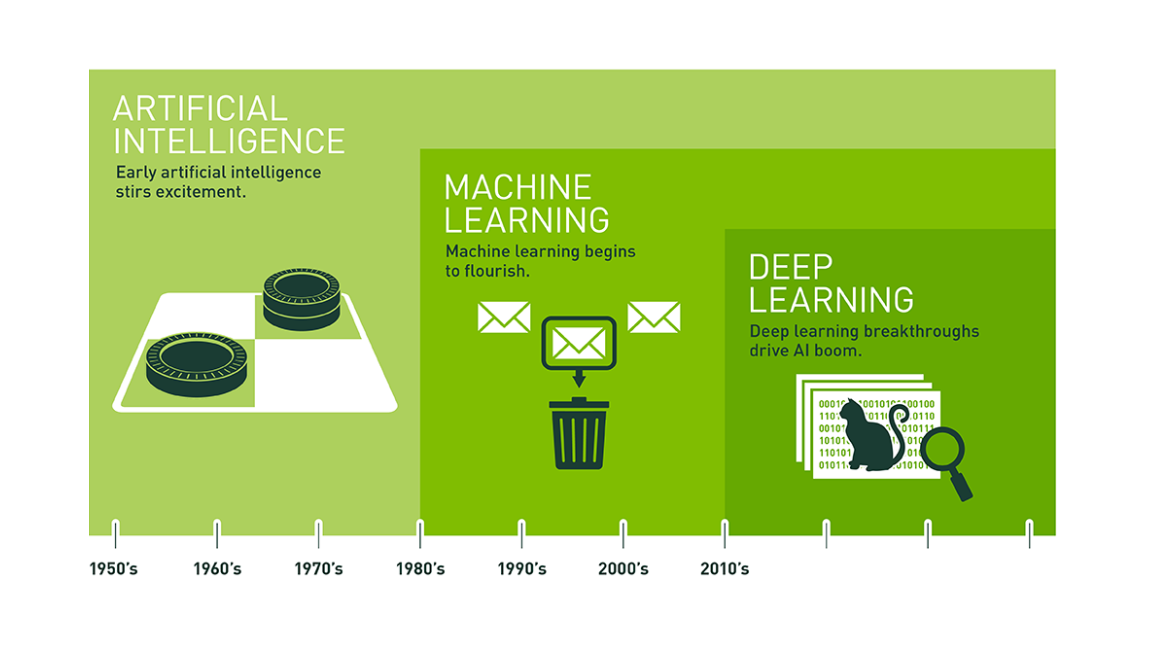 ARTIFICIAL
INTELLIGENCE
Early artificial intelligence
stirs excitement.
MACHINE
LEARNING
Machine learning begins
to flourish.
DEEP
LEARNING
Deep learning breakthroughs
drive AI boom.
1950's
1960's
1970's
1980's
1990's
2000's
2010's